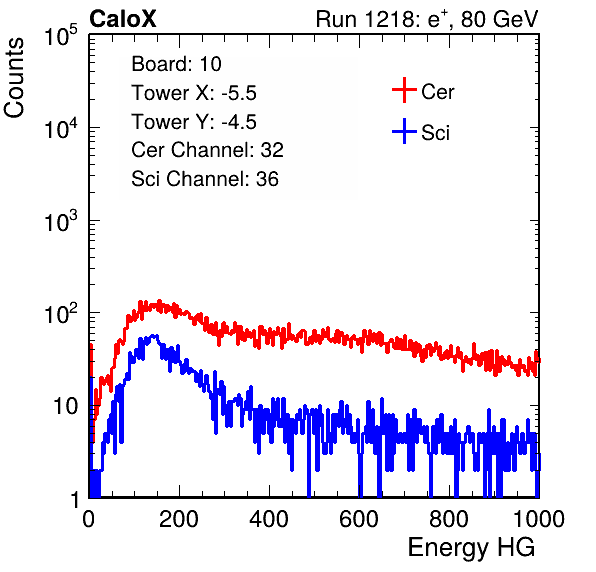 CaloX Run 1218: e⁺, 80 GeV
Counts
Board: 10
Tower X: -5.5
Tower Y: -4.5
Cer Channel: 32
Sci Channel: 36
Cer
Sci
10⁵
10⁴
10³
10²
10
1
0 200 400 600 800 1000
Energy HG